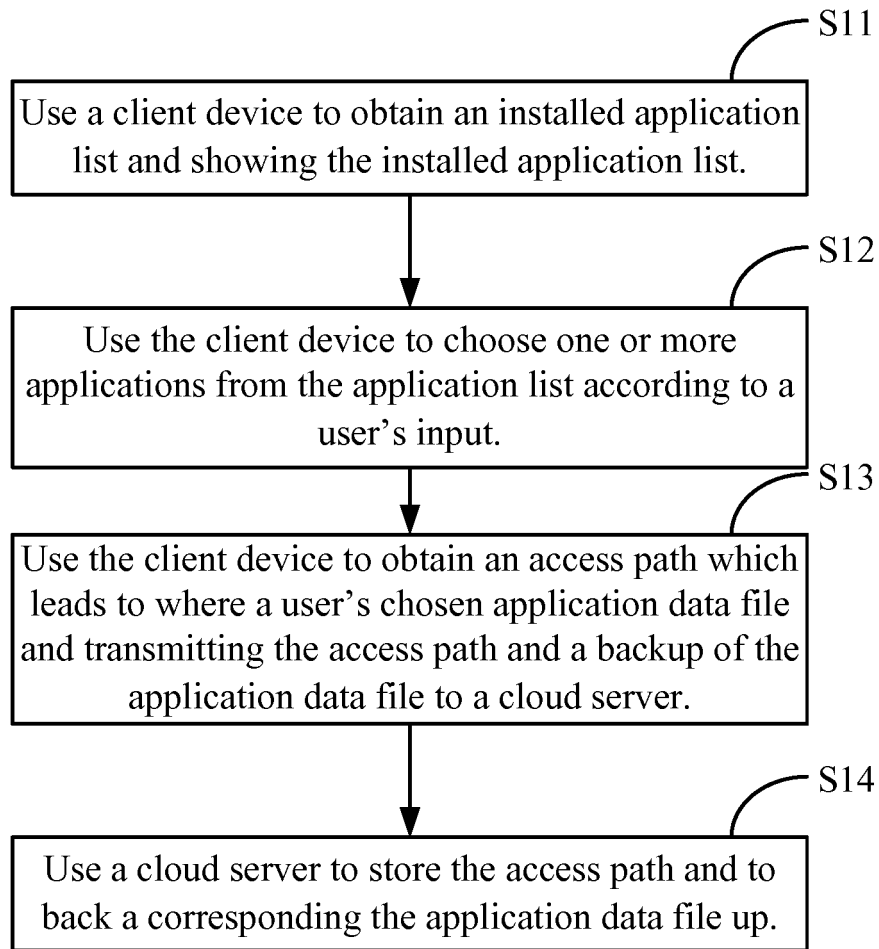 S11
Use a client device to obtain an installed application
list and showing the installed application list.
S12
Use the client device to choose one or more
applications from the application list according to a
user’s input.
S13
Use the client device to obtain an access path which
leads to where a user’s chosen application data file
and transmitting the access path and a backup of the
application data file to a cloud server.
S14
Use a cloud server to store the access path and to
back a corresponding the application data file up.